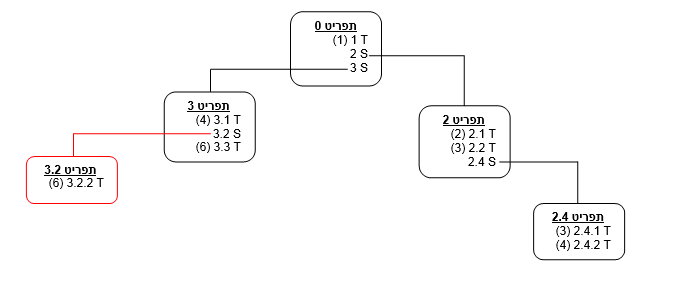 תפריט 0
(1) 1 T
2 S
3 S
תפריט 3
(4) 3.1 T
3.2 S
(6) 3.3 T
תפריט 2
(2) 2.1 T
(3) 2.2 T
2.4 S
תפריט 3.2
(6) 3.2.2 T
תפריט 2.4
(3) 2.4.1 T
(4) 2.4.2 T